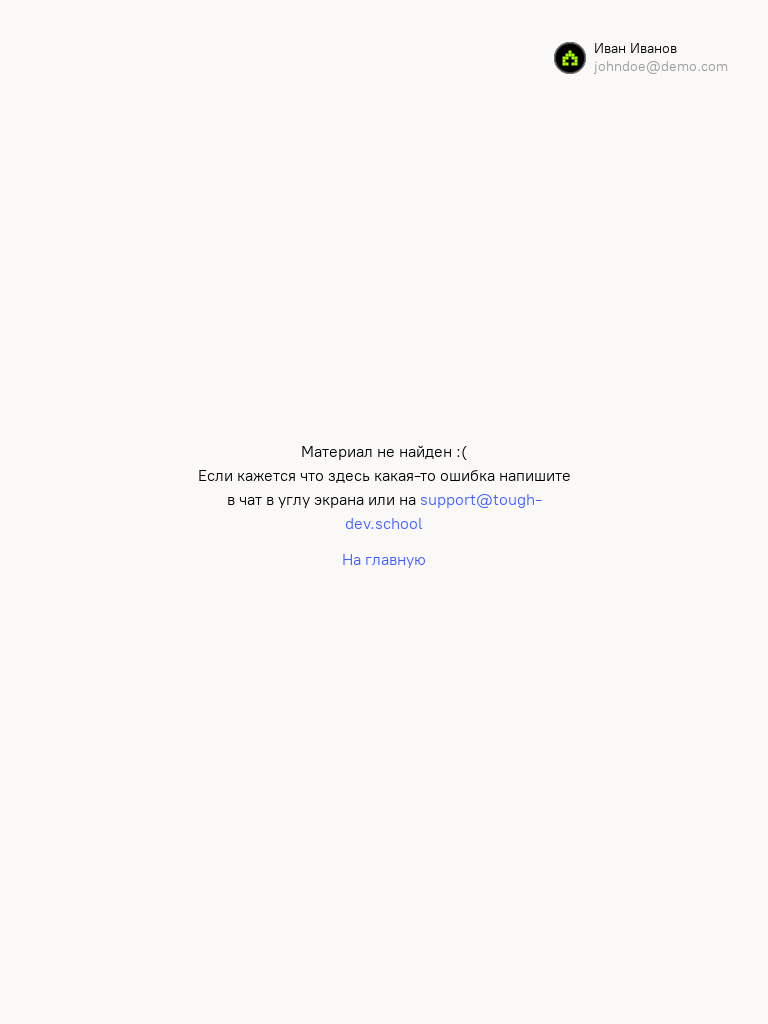 Иван Иванов
johndoe@demo.com
Материал не найден :(
Если кажется что здесь какая-то ошибка напишите
в чат в углу экрана или на support@tough-
dev.school
На главную